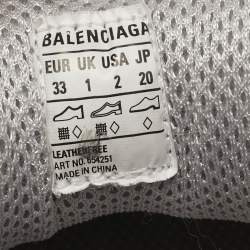 BALENCIAGA
EUR UK USA JP
33 1 2 20
LEATHERFREE
ART NO. 654251
MADE IN CHINA